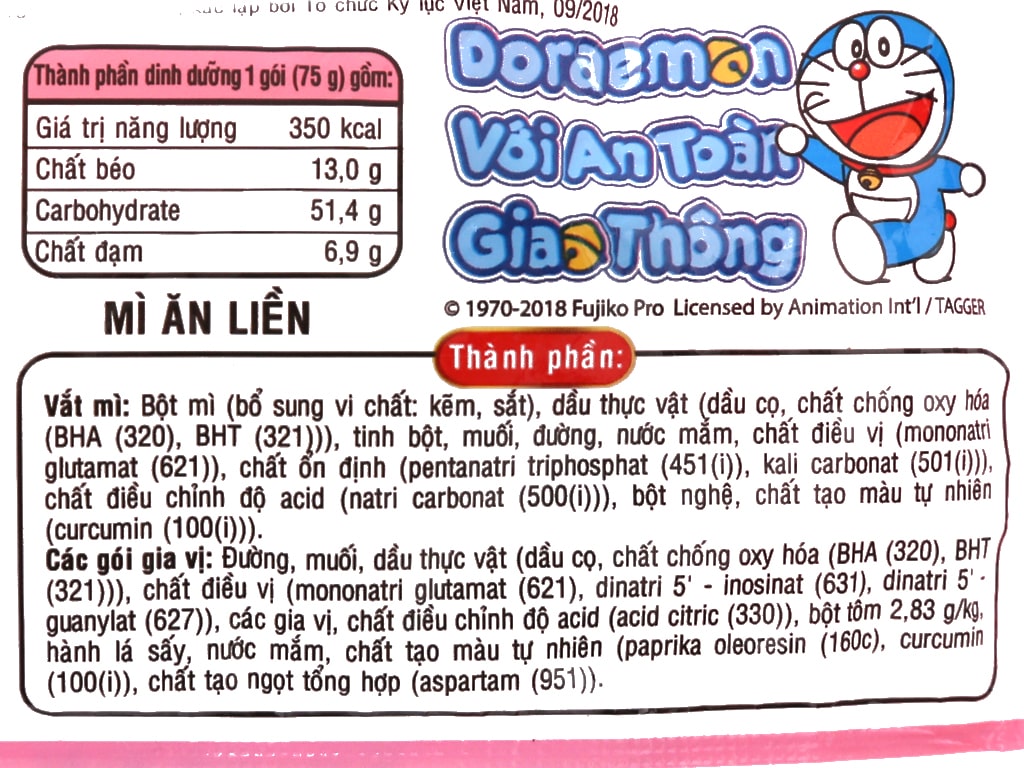 lập bởi Tổ chức Kỷ lục Việt Nam, 09/2018
Thành phần dinh dưỡng 1 gói (75 g) gồm:
Giá trị năng lượng 350 kcal
Chất béo 13,0 g
Carbohydrate 51,4 g
Chất đạm 6,9 g
MÌ ĂN LIỀN
Doraemon
Với An Toàn
Giao Thông
© 1970-2018 Fujiko Pro Licensed by Animation Int'l / TAGGER
Thành phần:
Vắt mì: Bột mì (bổ sung vi chất: kẽm, sắt), dầu thực vật (dầu cọ, chất chống oxy hóa
(BHA (320), BHT (321))), tinh bột, muối, đường, nước mắm, chất điều vị (mononatri
glutamat (621)), chất ổn định (pentanatri triphosphat (451(i)), kali carbonat (501(i))),
chất điều chỉnh độ acid (natri carbonat (500(i))), bột nghệ, chất tạo màu tự nhiên
(curcumin (100(i))).
Các gói gia vị: Đường, muối, dầu thực vật (dầu cọ, chất chống oxy hóa (BHA (320), BHT
(321))), chất điều vị (mononatri glutamat (621), dinatri 5' - inosinat (631), dinatri 5' -
guanylat (627)), các gia vị, chất điều chỉnh độ acid (acid citric (330)), bột tôm 2,83 g/kg,
hành lá sấy, nước mắm, chất tạo màu tự nhiên (paprika oleoresin (160c), curcumin
(100(i)), chất tạo ngọt tổng hợp (aspartam (951)).